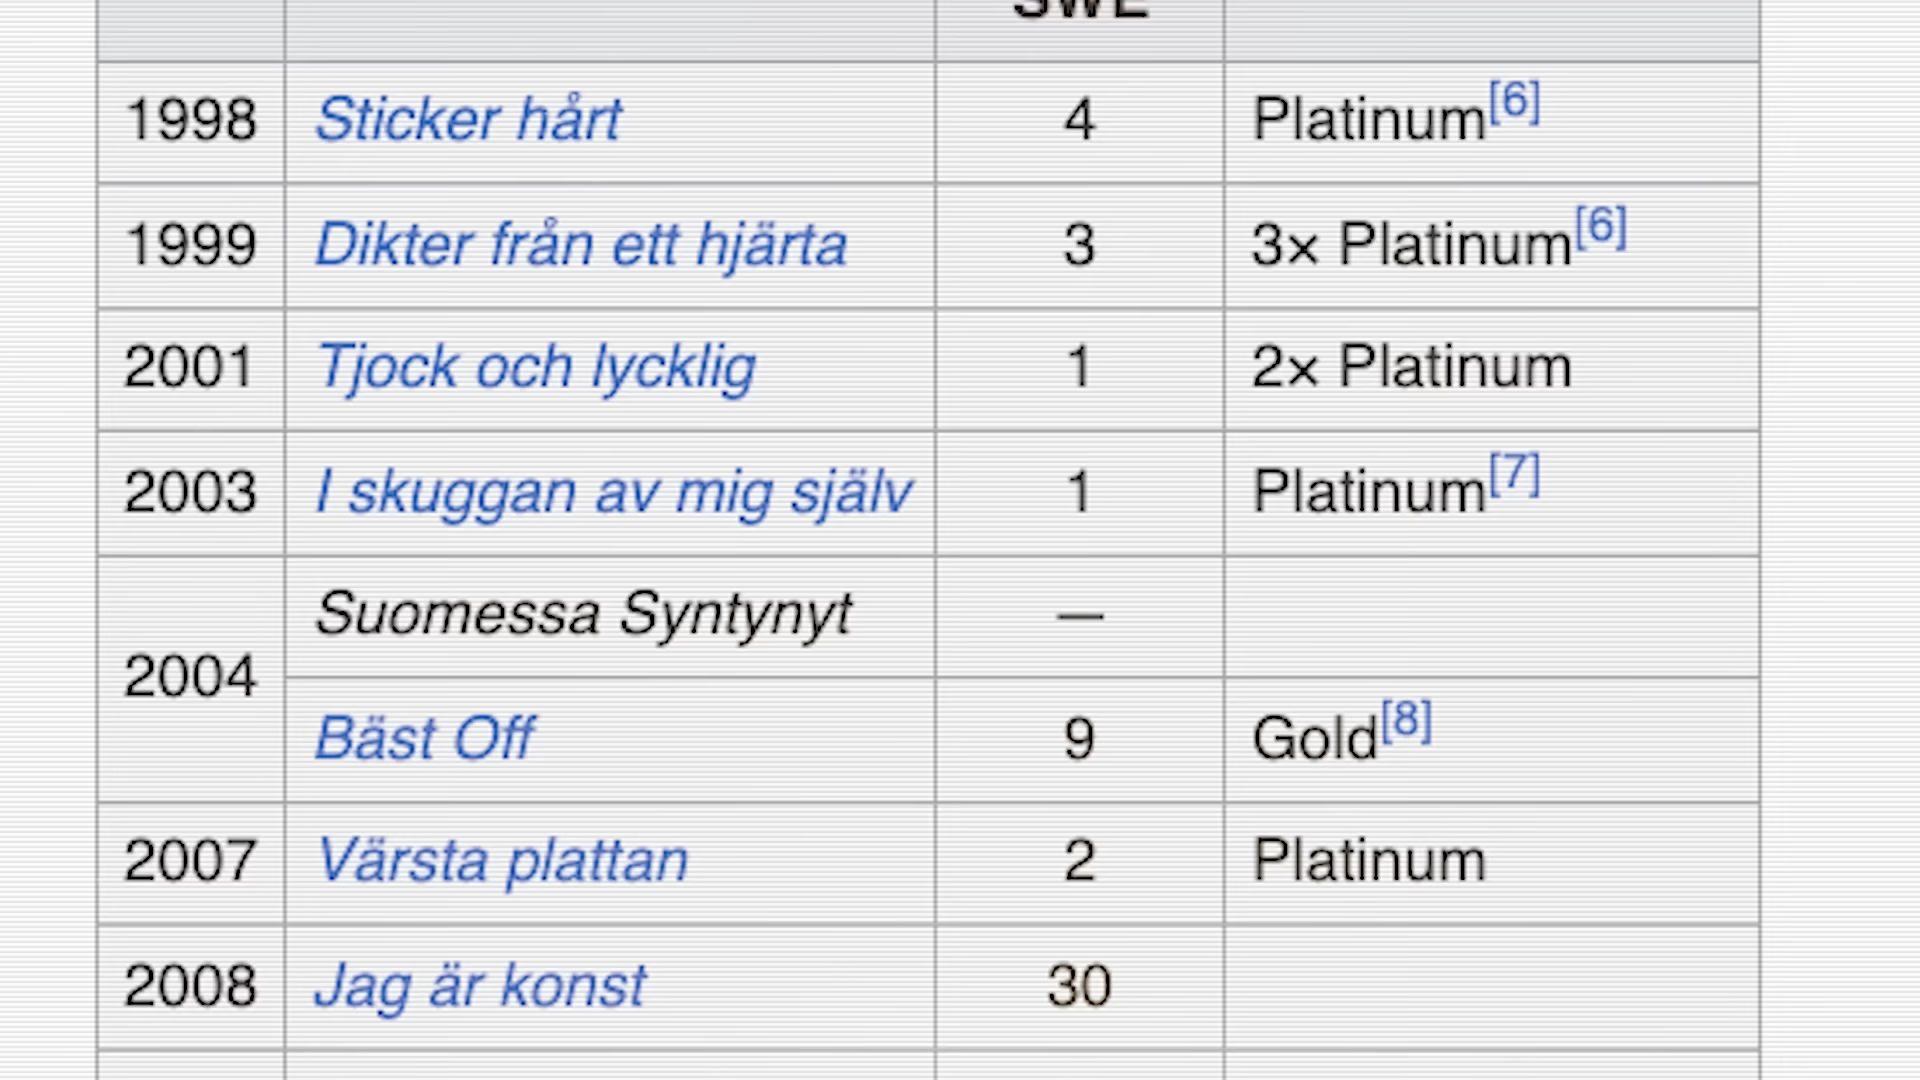 SWE
1998 Sticker hårt 4 Platinum[6]
1999 Dikter från ett hjärta 3 3× Platinum[6]
2001 Tjock och lycklig 1 2× Platinum
2003 I skuggan av mig själv 1 Platinum[7]
2004 Suomessa Syntynyt —
Bäst Off 9 Gold[8]
2007 Värsta plattan 2 Platinum
2008 Jag är konst 30